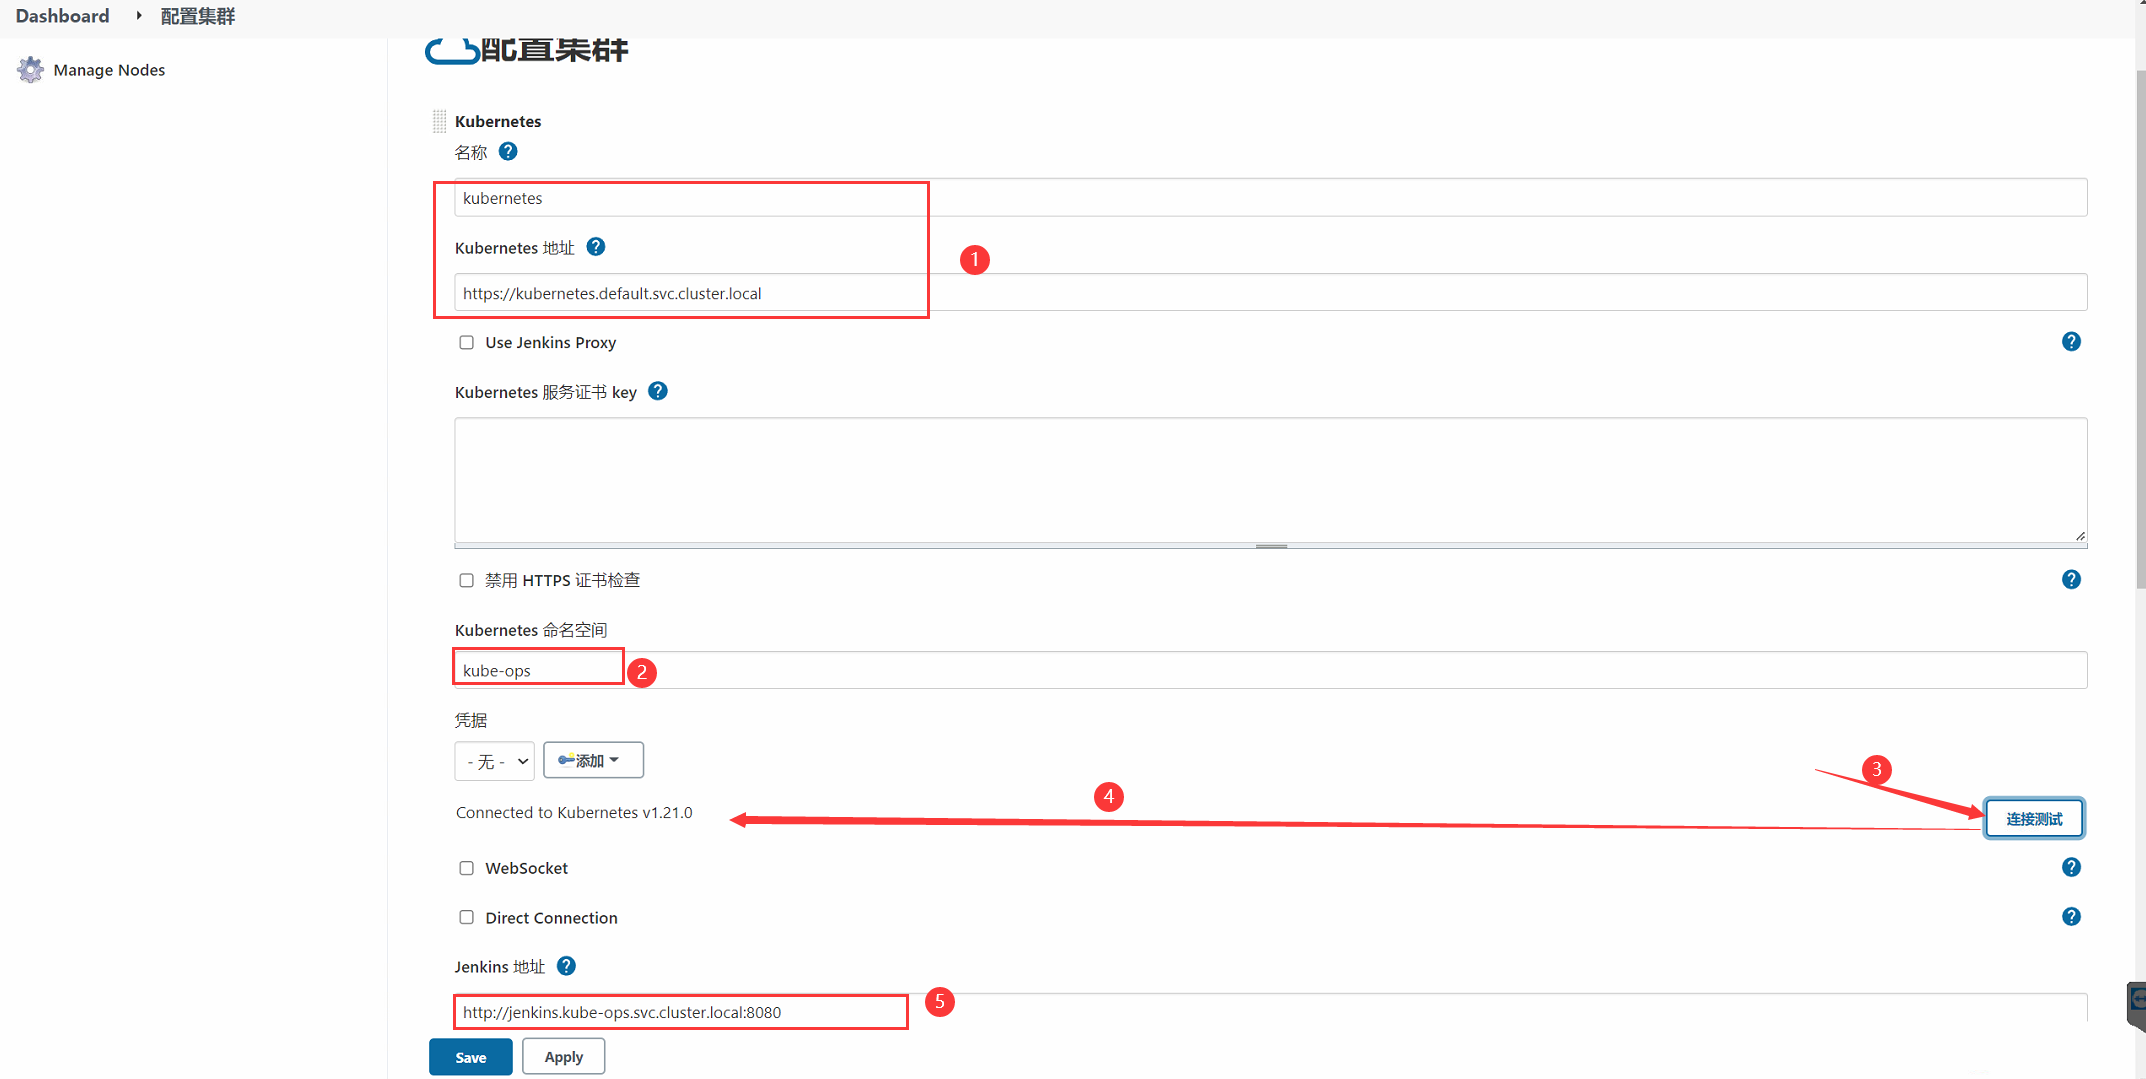 Dashboard 配置集群
Manage Nodes
配置集群
Kubernetes
名称 ?
kubernetes
Kubernetes 地址 ?
1
https://kubernetes.default.svc.cluster.local
Use Jenkins Proxy ?
Kubernetes 服务证书 key ?
禁用 HTTPS 证书检查 ?
Kubernetes 命名空间
kube-ops 2
凭据
- 无 - 添加
3
4
Connected to Kubernetes v1.21.0 连接测试
WebSocket ?
Direct Connection ?
Jenkins 地址 ?
http://jenkins.kube-ops.svc.cluster.local:8080 5
Save Apply